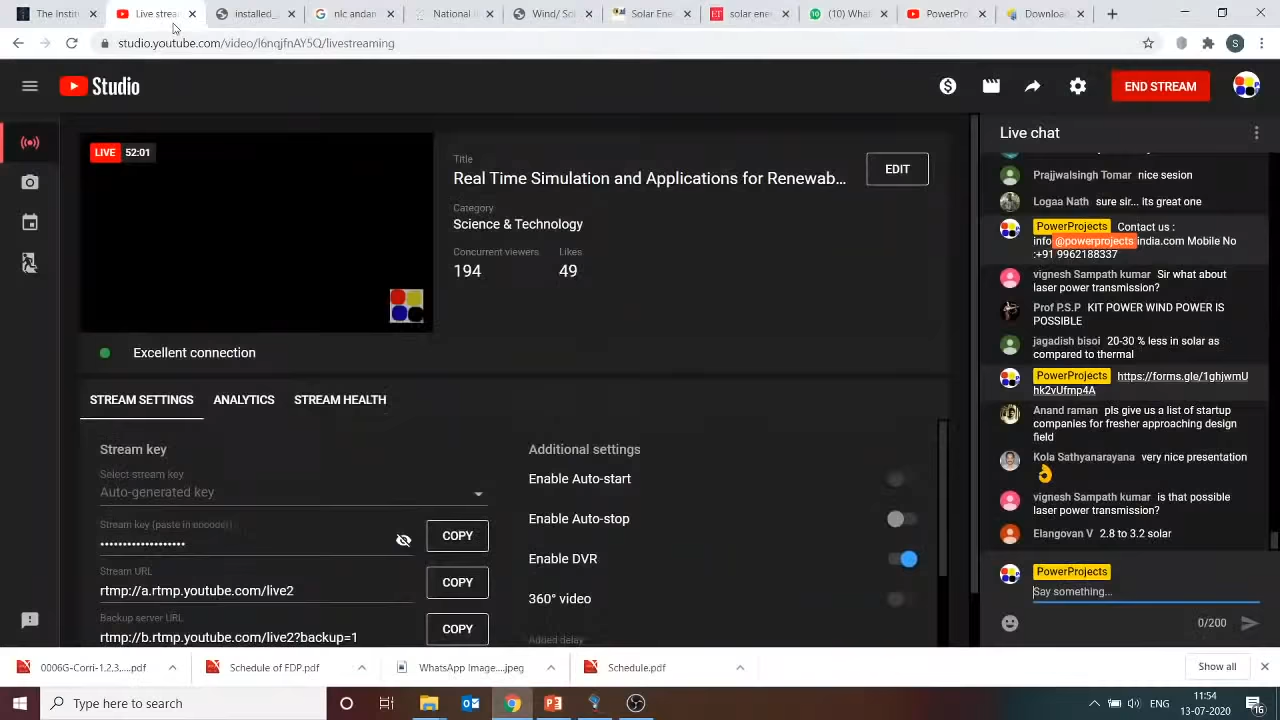 The Instit
Live strea
installed_
nlc ando
Natio
Wind/ So
Solar Ene
ET
solar ene
(10) Wha
PowerPro
Downloa
studio.youtube.com/video/l6nqjfnAY5Q/livestreaming
S
Studio
END STREAM
LIVE 52:01
Title
Real Time Simulation and Applications for Renewab...
EDIT
Category
Science & Technology
Concurrent viewers
Likes
194
49
Excellent connection
STREAM SETTINGS
ANALYTICS
STREAM HEALTH
Stream key
Select stream key
Auto-generated key
Stream key (paste in encoder)
COPY
Stream URL
rtmp://a.rtmp.youtube.com/live2
COPY
Backup server URL
rtmp://b.rtmp.youtube.com/live2?backup=1
COPY
Additional settings
Enable Auto-start
Enable Auto-stop
Enable DVR
360° video
Added delay
Live chat
Prajjwalsingh Tomar nice sesion
Logaa Nath sure sir... its great one
PowerProjects Contact us :
info@powerprojectsindia.com Mobile No
:+91 9962188337
vignesh Sampath kumar Sir what about
laser power transmission?
Prof P.S.P KIT POWER WIND POWER IS
POSSIBLE
jagadish bisoi 20-30 % less in solar as
compared to thermal
PowerProjects https://forms.gle/1ghjwmU
hk2vUfmp4A
Anand raman pls give us a list of startup
companies for fresher approaching design
field
Kola Sathyanarayana very nice presentation
👌
vignesh Sampath kumar is that possible
laser power transmission?
Elangovan V 2.8 to 3.2 solar
PowerProjects
Say something...
0/200
0006G-Corri-1,2,3,....pdf
Schedule of FDP.pdf
WhatsApp Image....jpeg
Schedule.pdf
Show all
Type here to search
ENG
11:54
13-07-2020
16